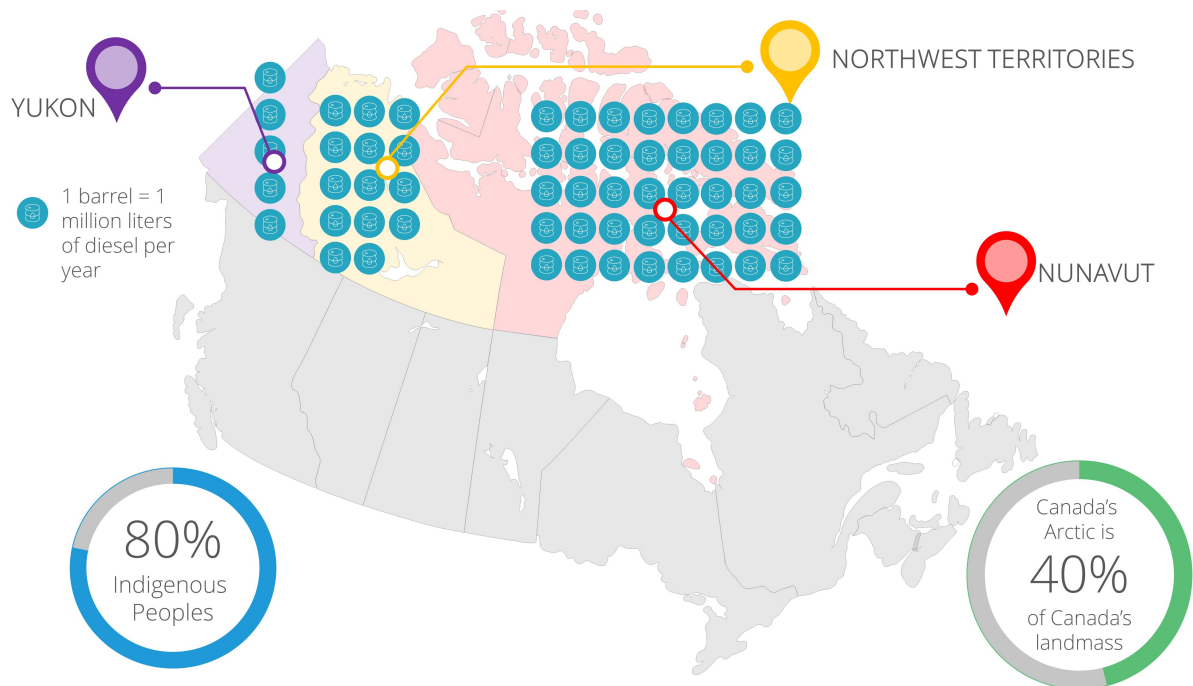 NORTHWEST TERRITORIES
YUKON
1 barrel = 1
million liters
of diesel per
year
NUNAVUT
80%
Indigenous
Peoples
Canada's
Arctic is
40%
of Canada's
landmass